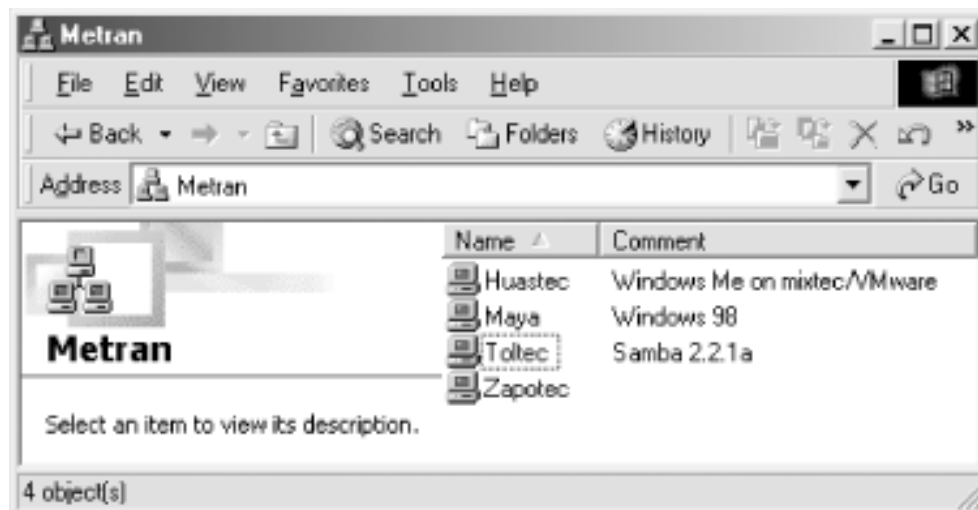 Metran
File Edit View Favorites Tools Help
Back Search Folders History »
Address Metran Go
Name Comment
Huastec Windows Me on mixtec/VMware
Maya Windows 98
Toltec Samba 2.2.1a
Zapotec
Metran
Select an item to view its description.
4 object(s)